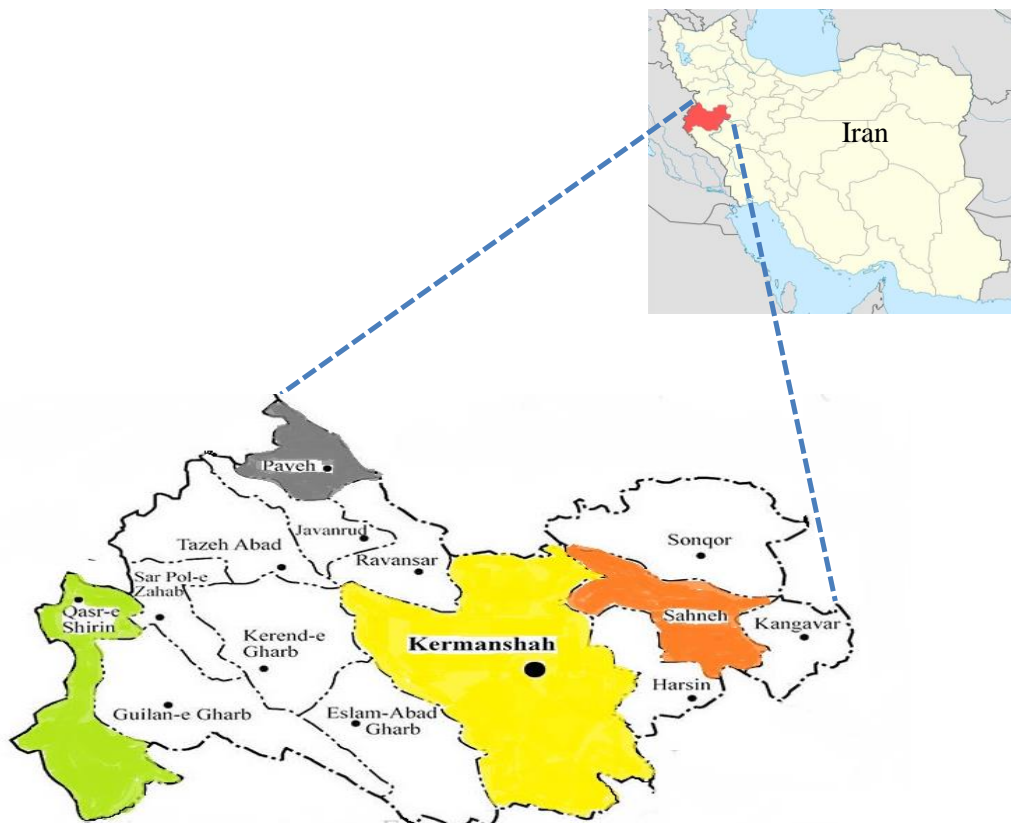 Iran
Paveh
Javanrud
Sonqor
Tazeh Abad
Ravansar
Sar Pol-e
Zahab
Qasr-e
Shirin
Sahneh
Kangavar
Kerend-e
Gharb
Kermanshah
Harsin
Guilan-e Gharb
Eslam-Abad
Gharb